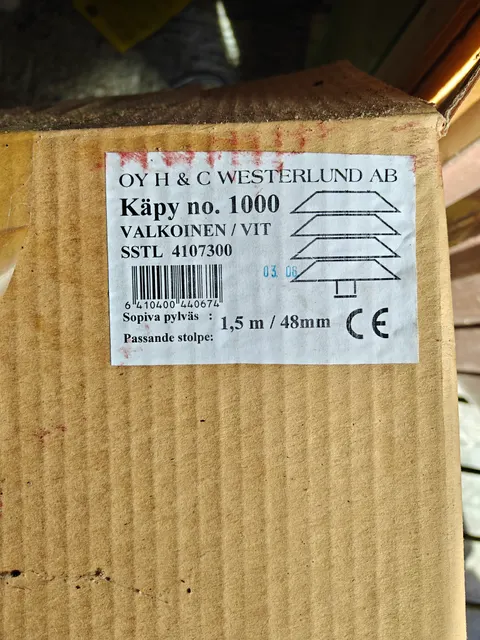 OY H & C WESTERLUND AB
Käpy no. 1000
VALKOINEN / VIT
SSTL 4107300
03. 06
6 410400 440674
Sopiva pylväs :
1,5 m / 48mm
Passande stolpe:
CE